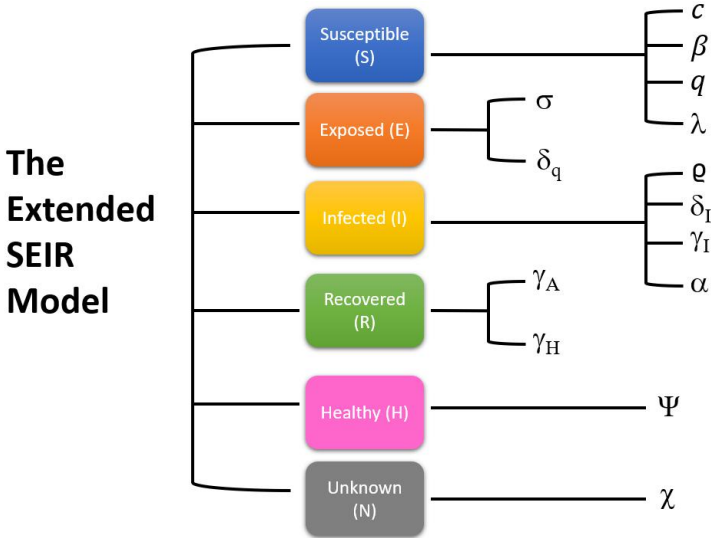 The
Extended
SEIR
Model
Susceptible
(S)
c
β
q
λ
Exposed (E)
σ
δq
Infected (I)
ϱ
δI
γI
α
Recovered
(R)
γA
γH
Healthy (H)
Ψ
Unknown
(N)
χ